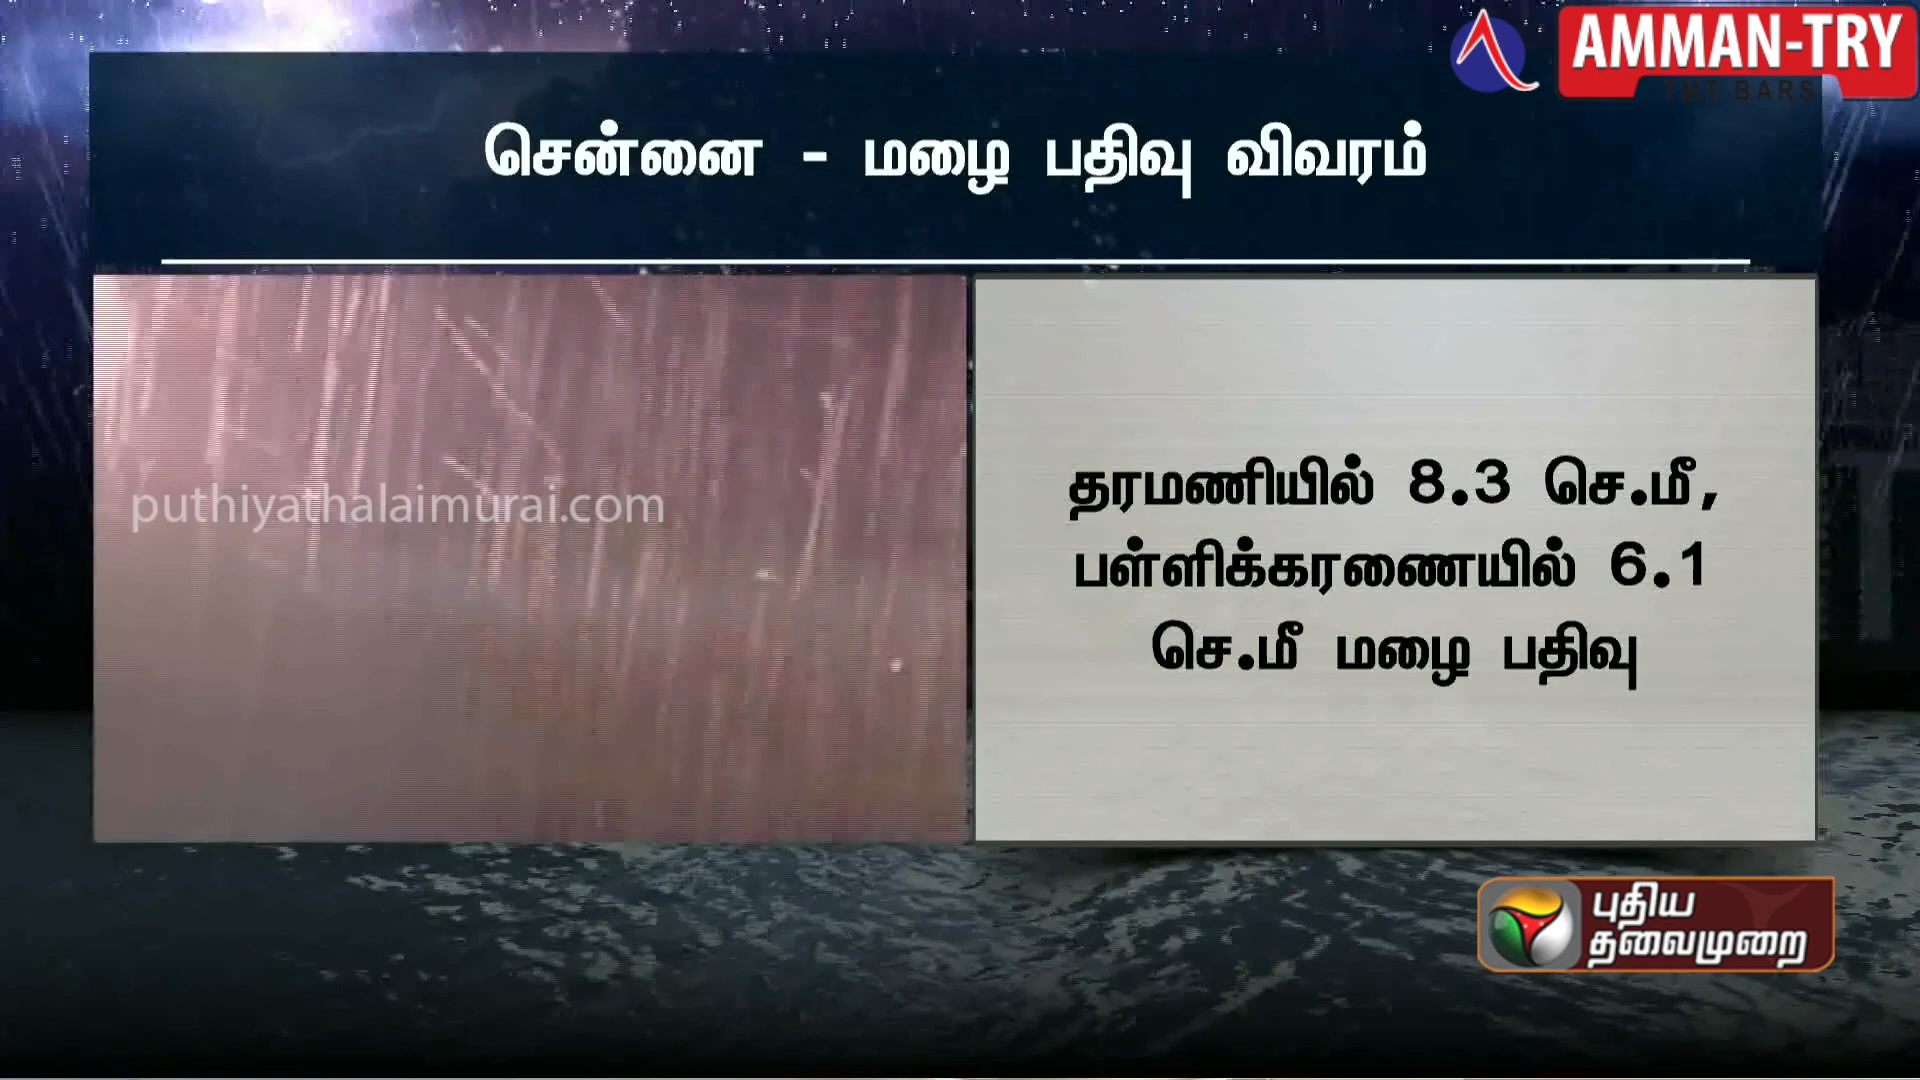 AMMAN-TRY
TMT BARS
சென்னை - மழை பதிவு விவரம்
puthiyathalaimurai.com
தரமணியில் 8.3 செ.மீ,
பள்ளிக்கரணையில் 6.1
செ.மீ மழை பதிவு
புதிய
தலைமுறை